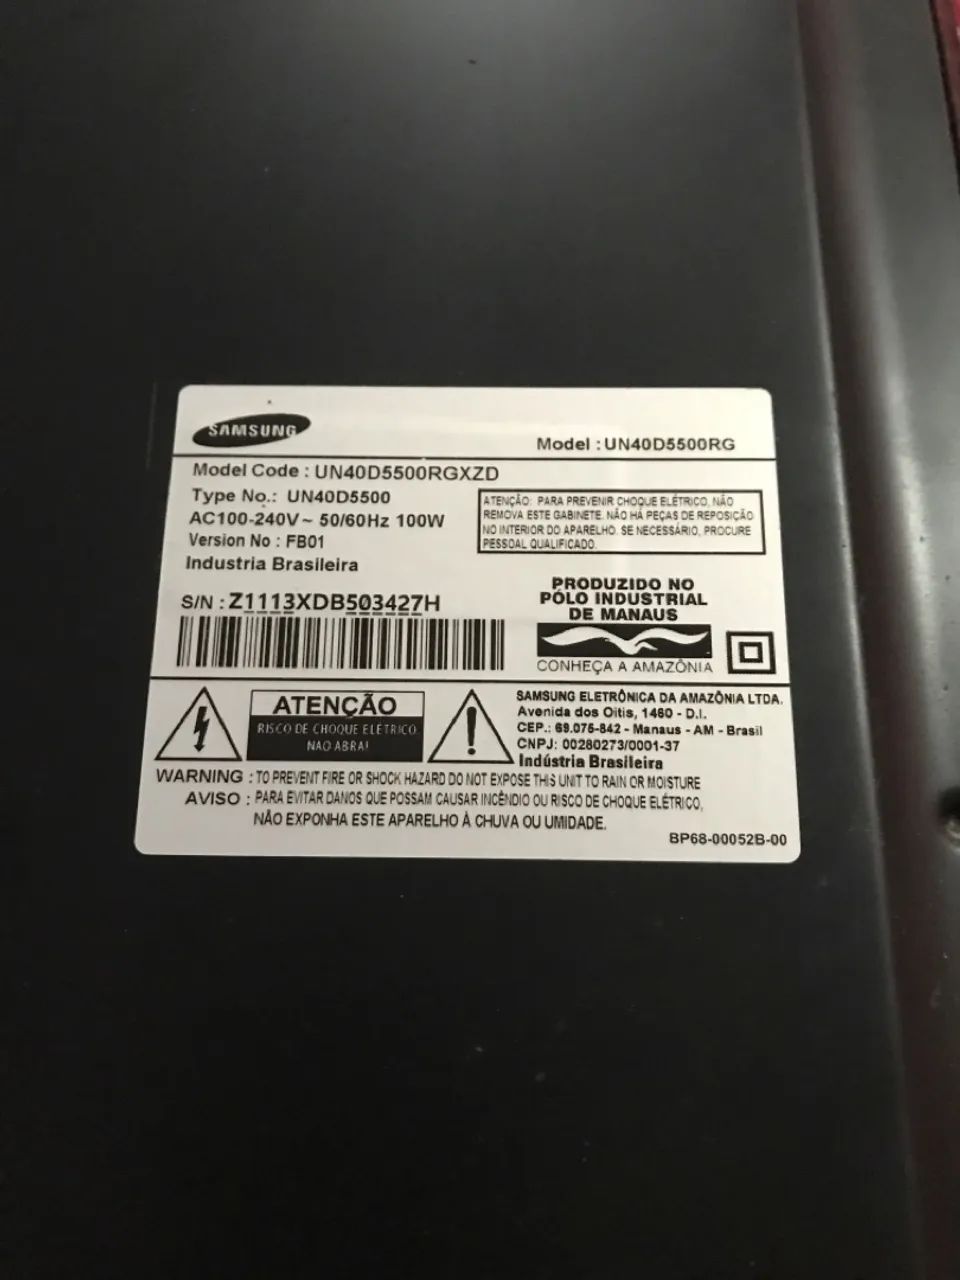 SAMSUNG
Model : UN40D5500RG
Model Code : UN40D5500RGXZD
Type No.: UN40D5500
AC100-240V~ 50/60Hz 100W
Version No : FB01
Industria Brasileira
ATENÇÃO: PARA PREVENIR CHOQUE ELÉTRICO, NÃO
REMOVA ESTE GABINETE. NÃO HÁ PEÇAS DE REPOSIÇÃO
NO INTERIOR DO APARELHO. SE NECESSÁRIO, PROCURE
PESSOAL QUALIFICADO.
S/N : Z1113XDB503427H
PRODUZIDO NO
PÓLO INDUSTRIAL
DE MANAUS
CONHEÇA A AMAZÔNIA
ATENÇÃO
RISCO DE CHOQUE ELÉTRICO.
NÃO ABRA!
SAMSUNG ELETRÔNICA DA AMAZÔNIA LTDA.
Avenida dos Oitis, 1460 - D.I.
CEP.: 69.075-842 - Manaus - AM - Brasil
CNPJ: 00280273/0001-37
Indústria Brasileira
WARNING : TO PREVENT FIRE OR SHOCK HAZARD DO NOT EXPOSE THIS UNIT TO RAIN OR MOISTURE
AVISO : PARA EVITAR DANOS QUE POSSAM CAUSAR INCÊNDIO OU RISCO DE CHOQUE ELÉTRICO,
NÃO EXPONHA ESTE APARELHO À CHUVA OU UMIDADE.
BP68-00052B-00